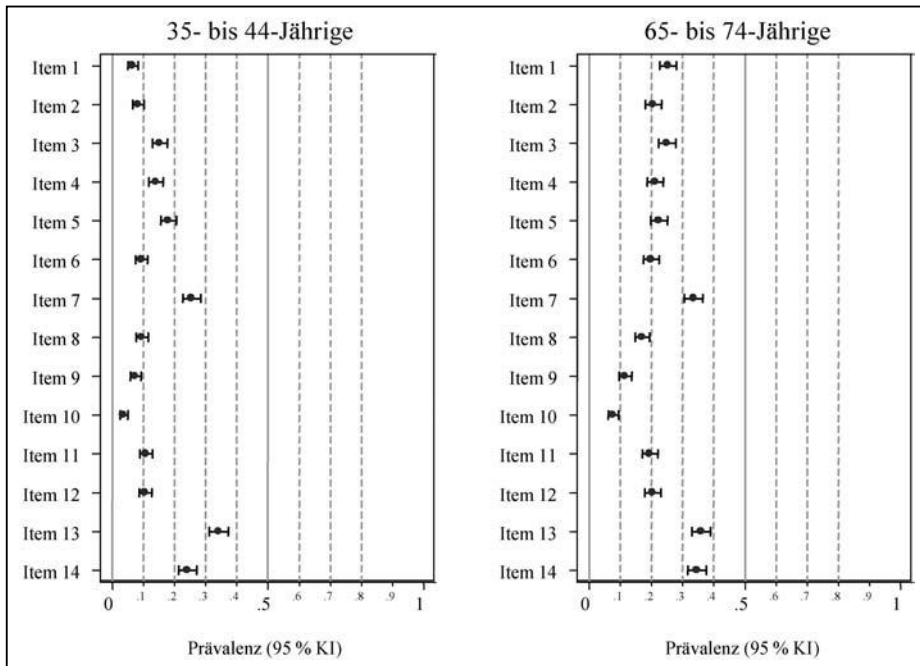 35- bis 44-Jährige
Item 1
Item 2
Item 3
Item 4
Item 5
Item 6
Item 7
Item 8
Item 9
Item 10
Item 11
Item 12
Item 13
Item 14
0 .1 .2 .3 .4 .5 .6 .7 .8 .9 1
Prävalenz (95 % KI)
65- bis 74-Jährige
Item 1
Item 2
Item 3
Item 4
Item 5
Item 6
Item 7
Item 8
Item 9
Item 10
Item 11
Item 12
Item 13
Item 14
0 .1 .2 .3 .4 .5 .6 .7 .8 .9 1
Prävalenz (95 % KI)